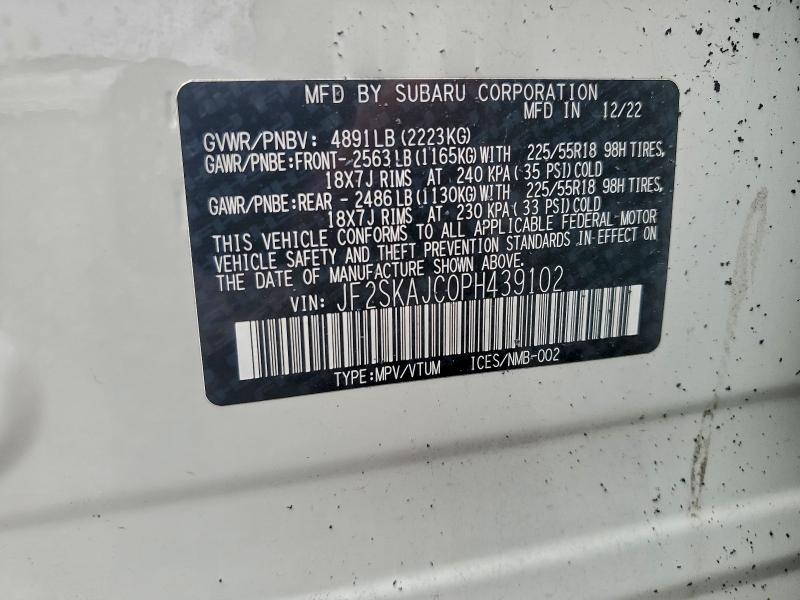 MFD BY SUBARU CORPORATION
MFD IN 12/22
GVWR/PNBV: 4891LB (2223KG)
GAWR/PNBE:FRONT- 2563LB (1165KG) WITH 225/55R18 98H TIRES,
18X7J RIMS AT 240 KPA( 35 PSI) COLD
GAWR/PNBE:REAR - 2486LB (1130KG) WITH 225/55R18 98H TIRES,
18X7J RIMS AT 230 KPA( 33 PSI) COLD
THIS VEHICLE CONFORMS TO ALL APPLICABLE FEDERAL-MOTOR
VEHICLE SAFETY AND THEFT PREVENTION STANDARDS IN-EFFECT ON
THE DATE OF MANUFACTURE SHOWN ABOVE.
VIN: JF2SKAJC0PH439102
TYPE:MPV/VTUM ICES/NMB-002